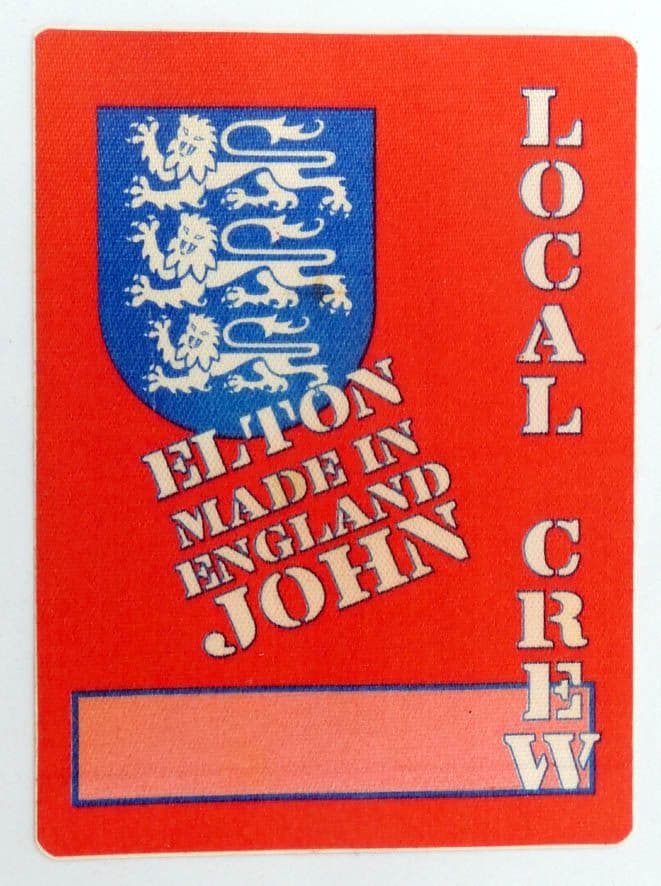 ELTON
MADE IN
ENGLAND
JOHN
LOCAL CREW